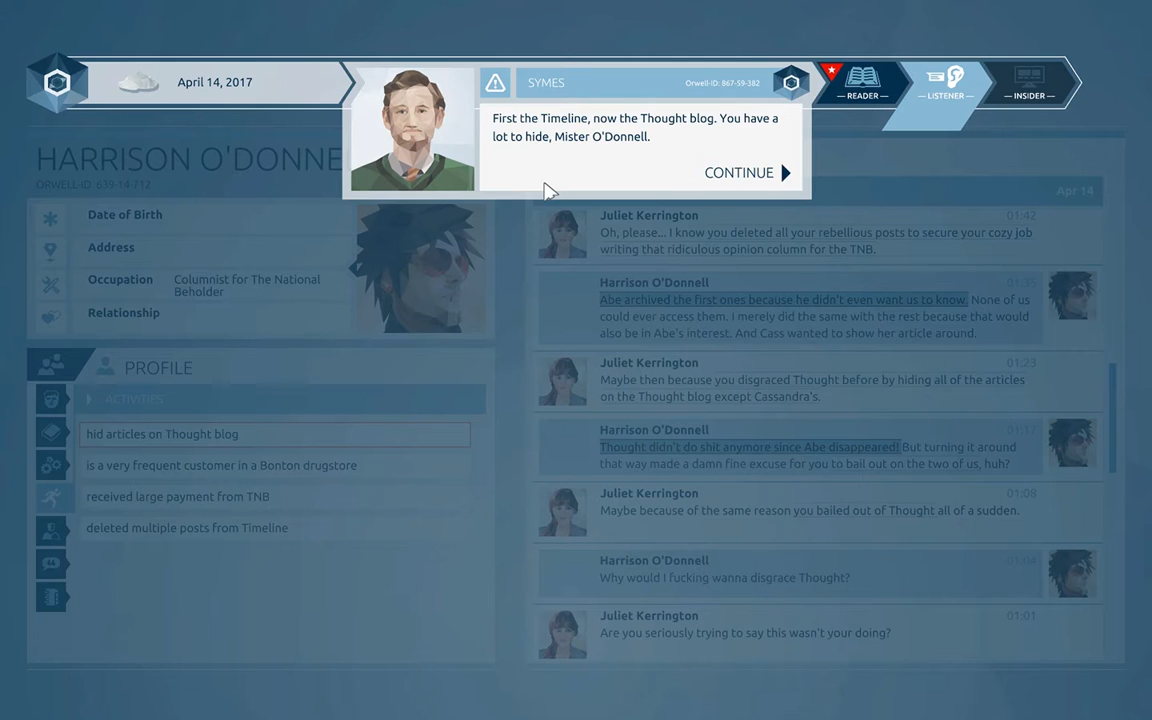 April 14, 2017
SYMES
Orwell-ID: 867-59-382
First the Timeline, now the Thought blog. You have a
lot to hide, Mister O'Donnell.
CONTINUE
— READER —
— LISTENER —
— INSIDER —
HARRISON O'DONNE
ORWELL-ID: 639-14-712
Date of Birth
Address
Occupation Columnist for The National
Beholder
Relationship
PROFILE
ACTIVITIES
hid articles on Thought blog
is a very frequent customer in a Bonton drugstore
received large payment from TNB
deleted multiple posts from Timeline
Apr 14
Juliet Kerrington 01:42
Oh, please... I know you deleted all your rebellious posts to secure your cozy job
writing that ridiculous opinion column for the TNB.
Harrison O'Donnell 01:35
Abe archived the first ones because he didn't even want us to know. None of us
could ever access them. I merely did the same with the rest because that would
also be in Abe's interest. And Cass wanted to show her article around.
Juliet Kerrington 01:23
Maybe then because you disgraced Thought before by hiding all of the articles
on the Thought blog except Cassandra's.
Harrison O'Donnell 01:17
Thought didn't do shit anymore since Abe disappeared! But turning it around
that way made a damn fine excuse for you to bail out on the two of us, huh?
Juliet Kerrington 01:08
Maybe because of the same reason you bailed out of Thought all of a sudden.
Harrison O'Donnell
Why would I fucking wanna disgrace Thought?
Juliet Kerrington 01:01
Are you seriously trying to say this wasn't your doing?